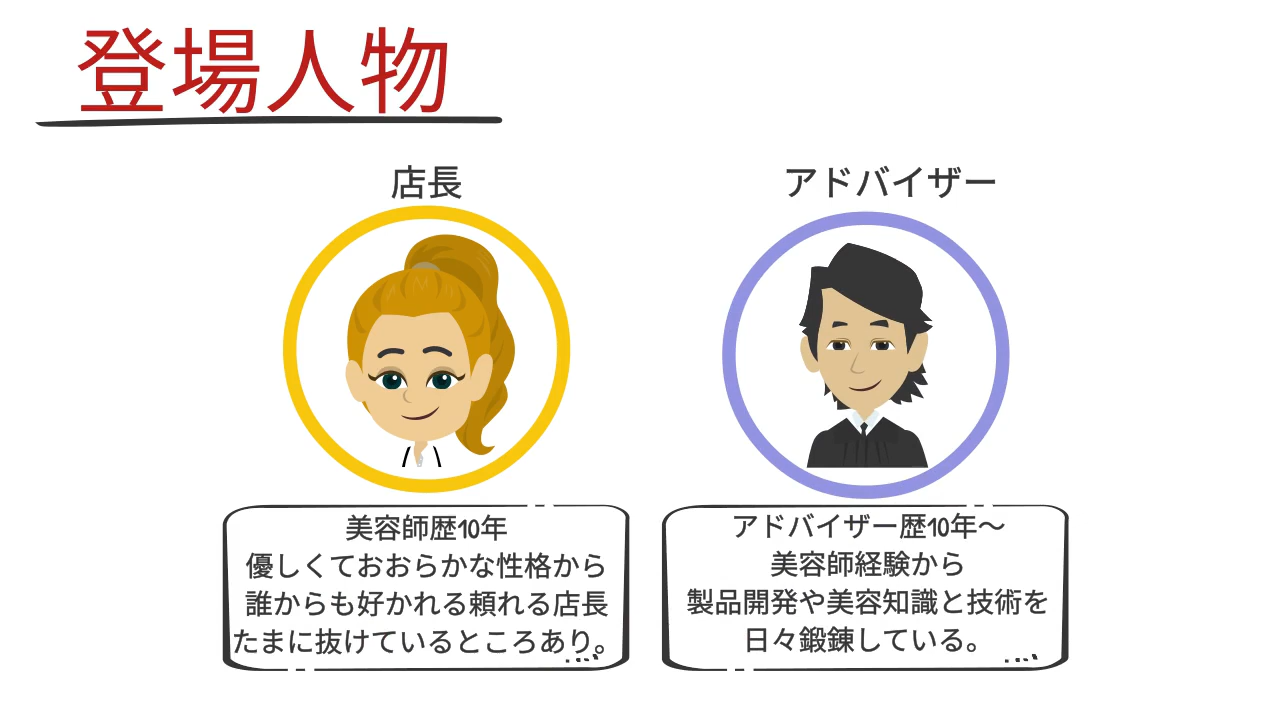 登場人物
店長
美容師歴10年
優しくておおらかな性格から
誰からも好かれる頼れる店長
たまに抜けているところあり。
アドバイザー
アドバイザー歴10年～
美容師経験から
製品開発や美容知識と技術を
日々鍛錬している。